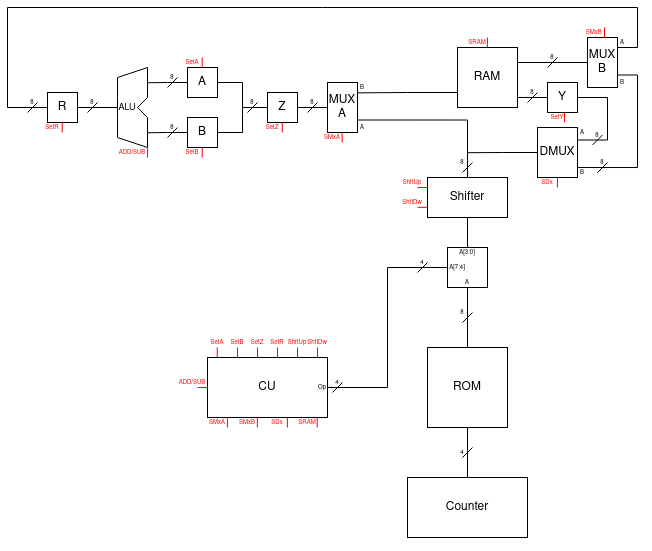 SMxB
SRAM
A
8
MUX
B
SetA
RAM
B
8
A
MUX
A
B
8
Y
8
R
8
ALU
8
Z
8
SetY
SetR
8
B
SetZ
A
SMxA
A
8
ADD/SUB
SetB
DMUX
8
B
8
SDx
ShftUp
ShftDw
Shifter
A[3:0]
4
A[7:4]
A
8
SetA
SetB
SetZ
SetR
ShftUp
ShftDw
ADD/SUB
CU
Op
4
ROM
SMxA
SMxB
SDx
SRAM
4
Counter